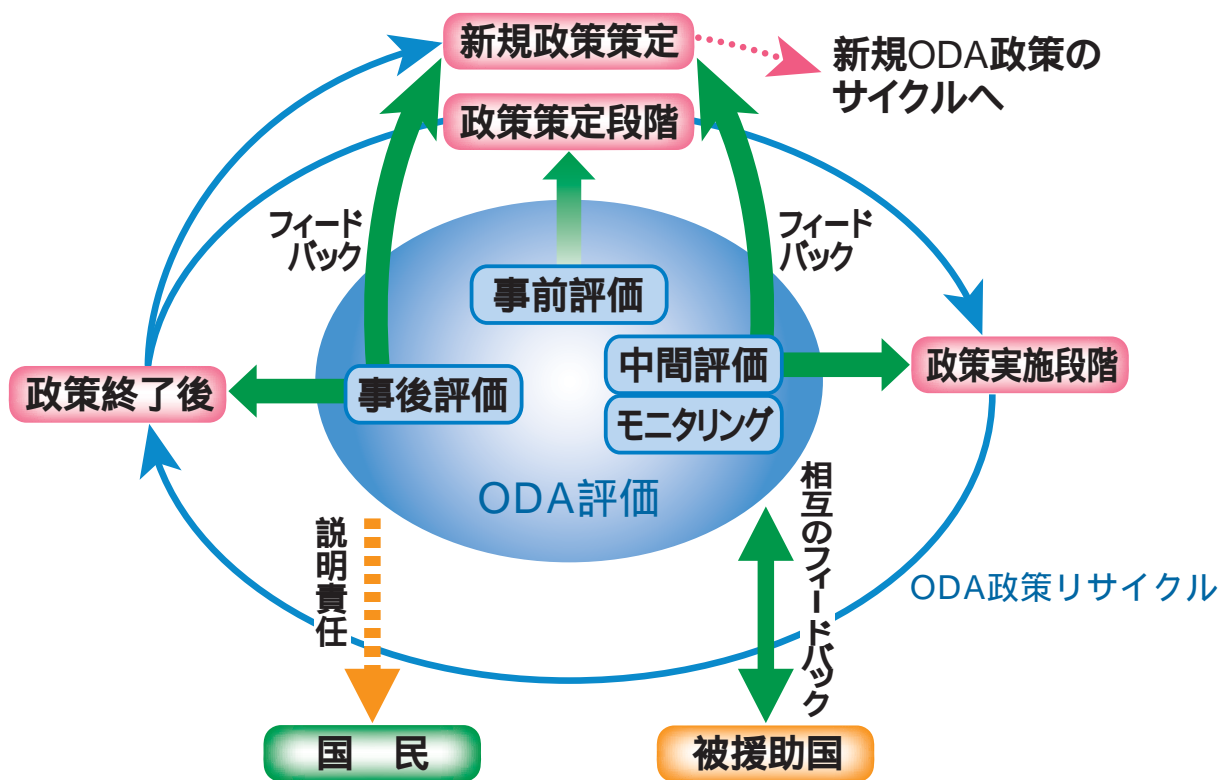 新規政策策定
新規ODA政策の
サイクルへ
政策策定段階
フィード
バック
フィード
バック
事前評価
中間評価
モニタリング
政策実施段階
政策終了後
事後評価
ODA評価
説明責任
相互のフィードバック
ODA政策リサイクル
国　民
被援助国